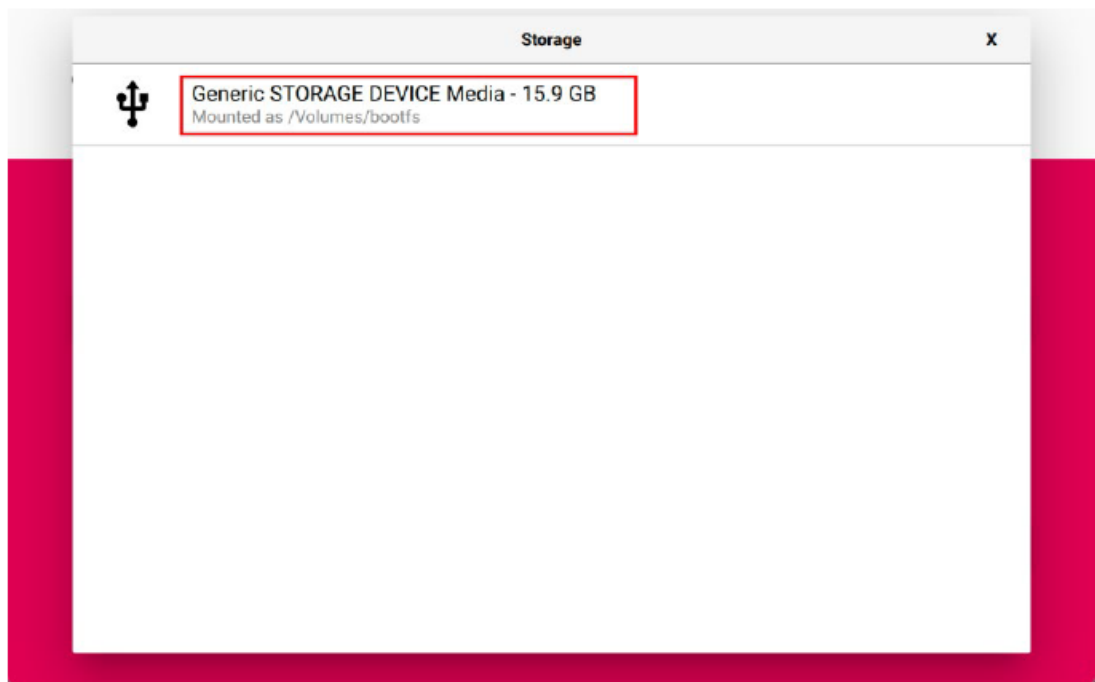 Storage
X
Generic STORAGE DEVICE Media - 15.9 GB
Mounted as /Volumes/bootfs